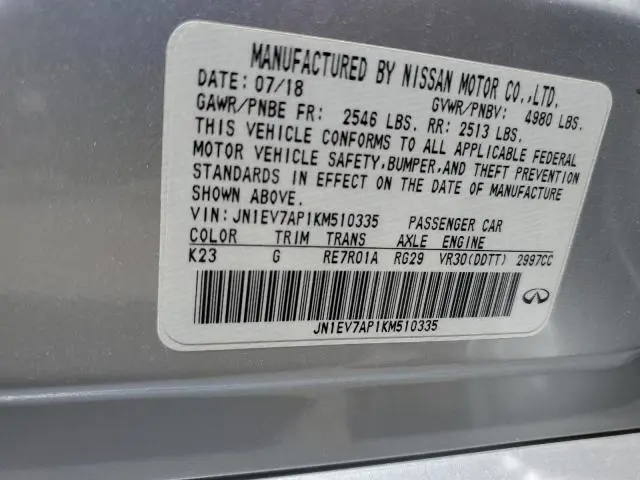 MANUFACTURED BY NISSAN MOTOR CO.,LTD.
DATE: 07/18 GVWR/PNBV: 4980 LBS.
GAWR/PNBE FR: 2546 LBS. RR: 2513 LBS.
THIS VEHICLE CONFORMS TO ALL APPLICABLE FEDERAL
MOTOR VEHICLE SAFETY,BUMPER,AND THEFT PREVENTION
STANDARDS IN EFFECT ON THE DATE OF MANUFACTURE
SHOWN ABOVE.
VIN: JN1EV7AP1KM510335 PASSENGER CAR
COLOR TRIM TRANS AXLE ENGINE
K23 G RE7R01A RG29 VR30(DDTT) 2997CC
JN1EV7AP1KM510335